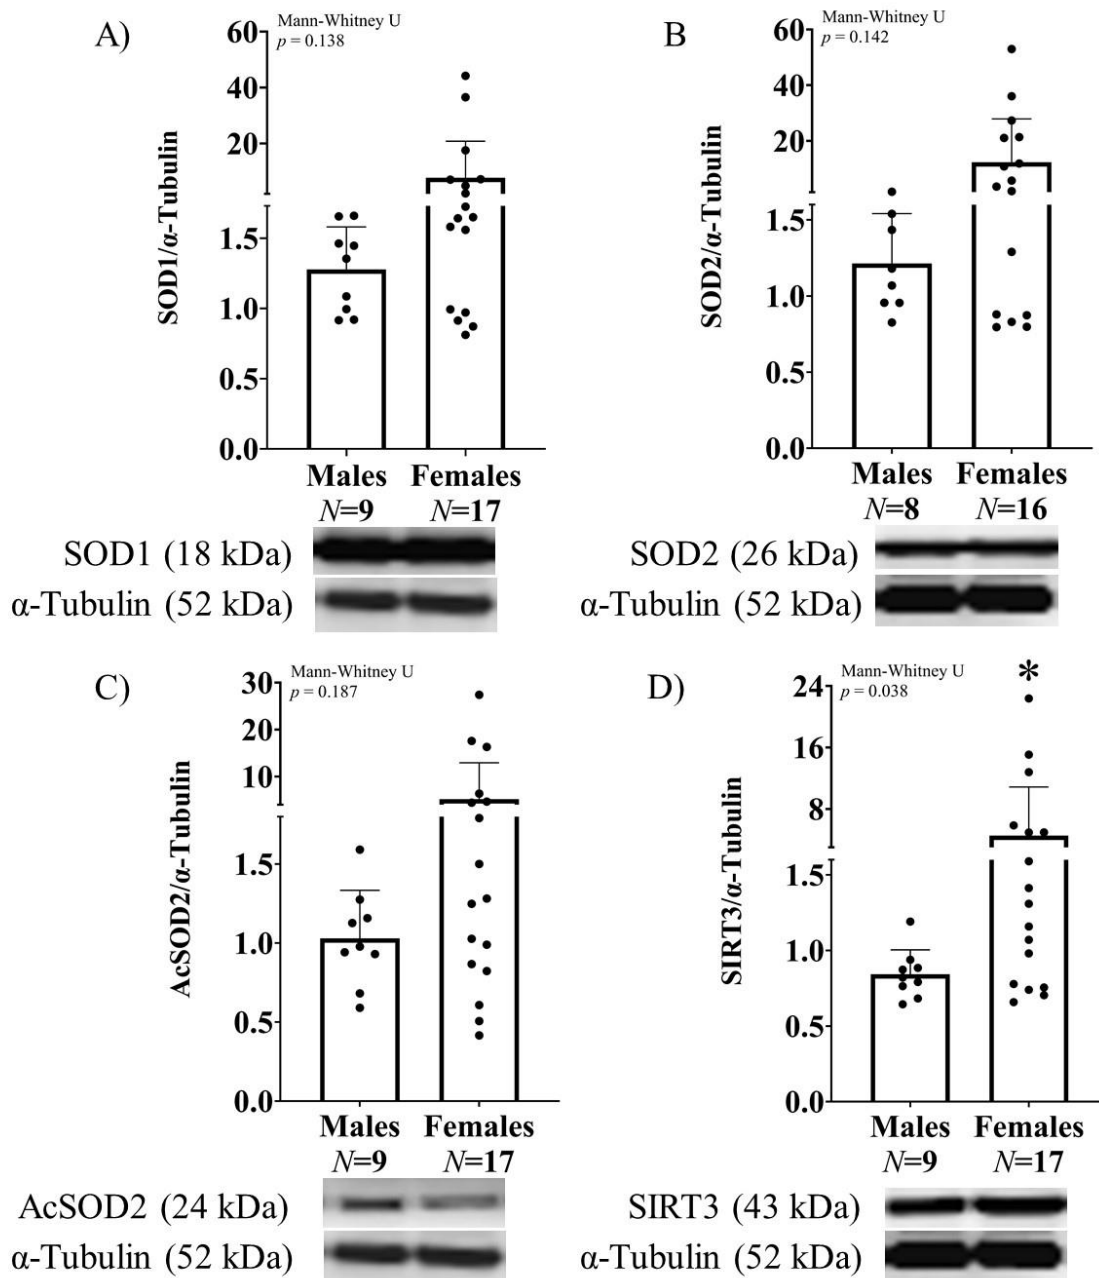 A)
Mann-Whitney U
p = 0.138
SOD1/α-Tubulin
60
40
20
1.5
1.0
0.5
0.0
Males Females
N=9 N=17
SOD1 (18 kDa)
α-Tubulin (52 kDa)
B
Mann-Whitney U
p = 0.142
SOD2/α-Tubulin
60
40
20
1.5
1.0
0.5
0.0
Males Females
N=8 N=16
SOD2 (26 kDa)
α-Tubulin (52 kDa)
C)
Mann-Whitney U
p = 0.187
AcSOD2/α-Tubulin
30
20
10
1.5
1.0
0.5
0.0
Males Females
N=9 N=17
AcSOD2 (24 kDa)
α-Tubulin (52 kDa)
D)
Mann-Whitney U
p = 0.038
*
SIRT3/α-Tubulin
24
16
8
1.5
1.0
0.5
0.0
Males Females
N=9 N=17
SIRT3 (43 kDa)
α-Tubulin (52 kDa)